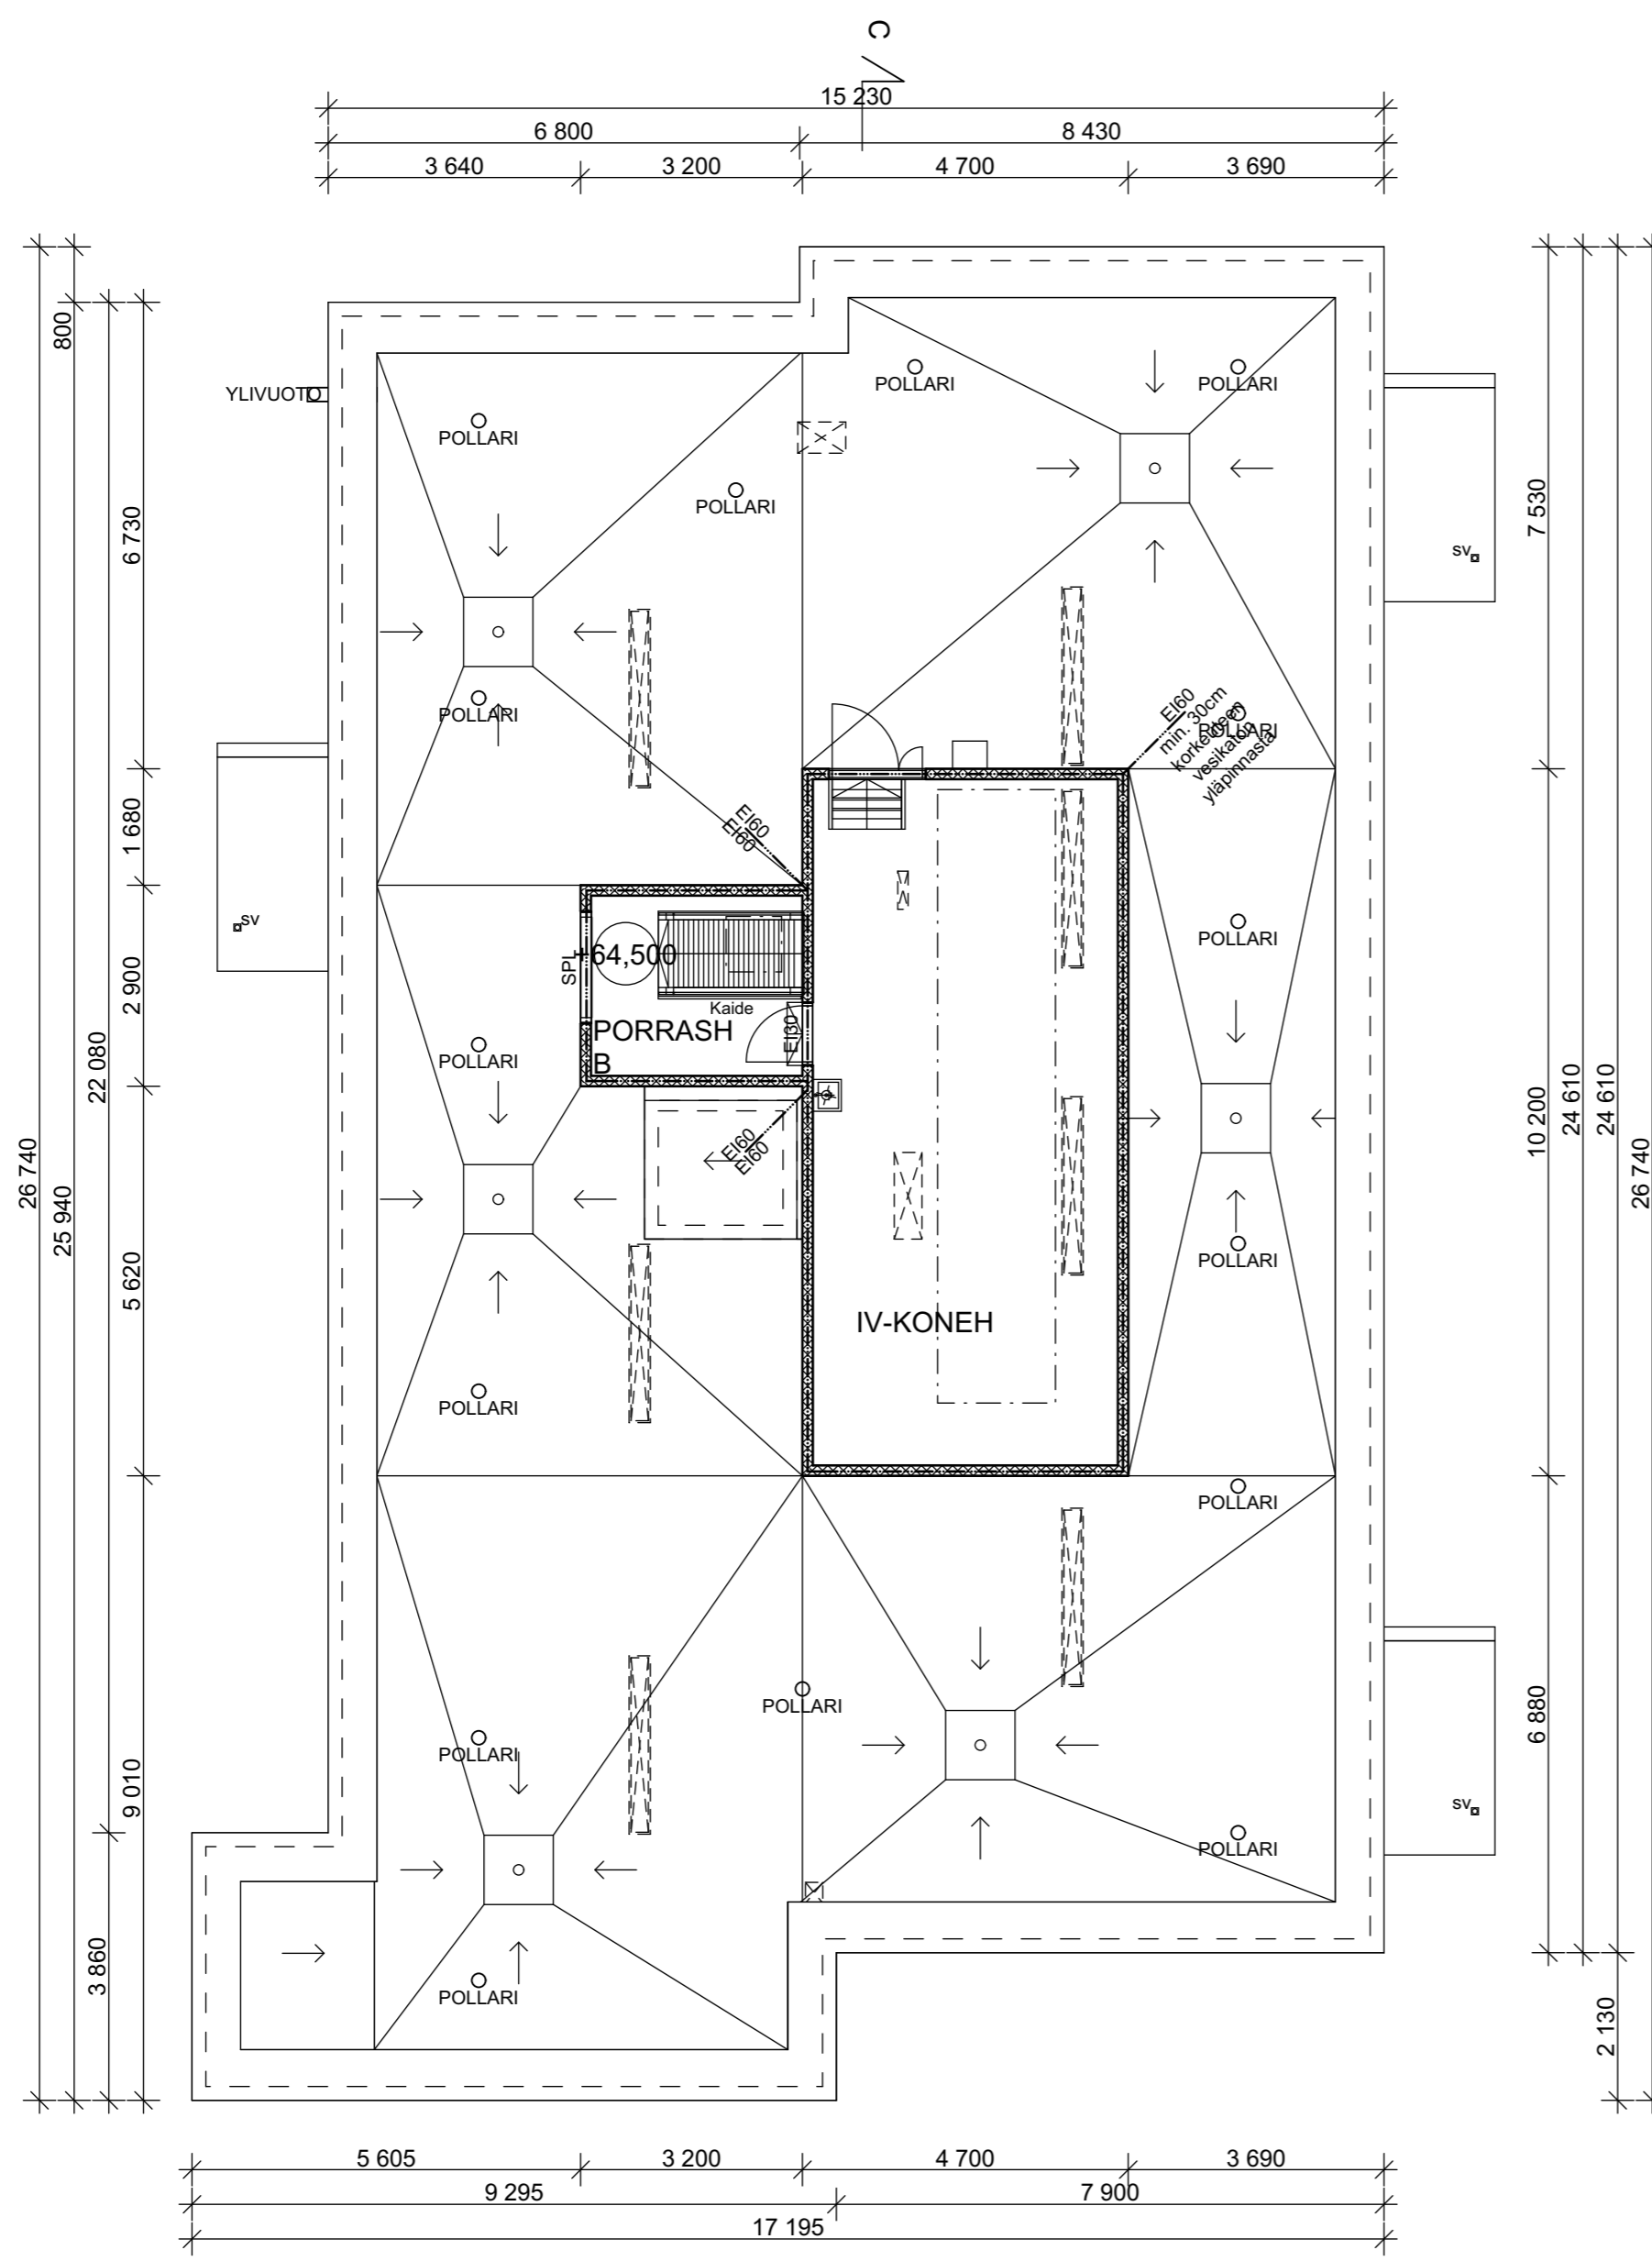 C
15 230
6 800
8 430
3 640
3 200
4 700
3 690
800
YLIVUOTO
POLLARI
POLLARI
POLLARI
POLLARI
POLLARI
7 530
6 730
sv
POLLARI
EI60
min. 30cm
korkeuteen
vesikaton
yläpinnasta
POLLARI
EI60
EI60
1 680
sv
POLLARI
+64,500
SPL
2 900
Kaide
EI30
PORRASH
B
POLLARI
22 080
26 740
25 940
10 200
24 610
24 610
26 740
EI60
EI60
5 620
POLLARI
IV-KONEH
POLLARI
POLLARI
POLLARI
POLLARI
6 880
9 010
sv
POLLARI
3 860
POLLARI
2 130
5 605
3 200
4 700
3 690
9 295
7 900
17 195